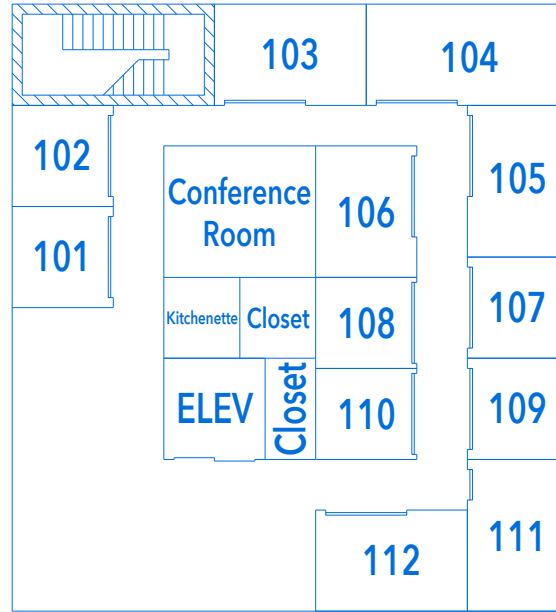 103
104
102
Conference
Room
106
105
101
Kitchenette
Closet
108
107
ELEV
Closet
110
109
111
112